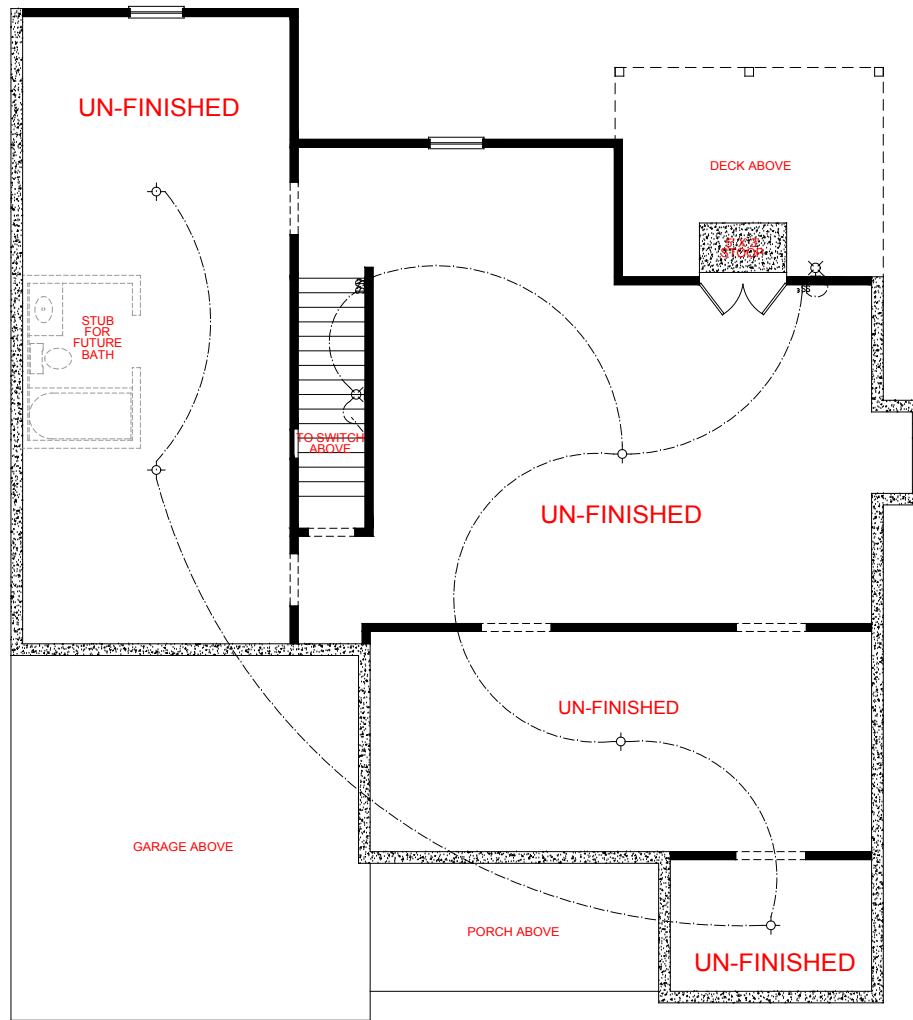 UN-FINISHED
DECK ABOVE
STOOP
STUB
FOR
FUTURE
BATH
TO SWITCH
ABOVE
UN-FINISHED
UN-FINISHED
GARAGE ABOVE
PORCH ABOVE
UN-FINISHED